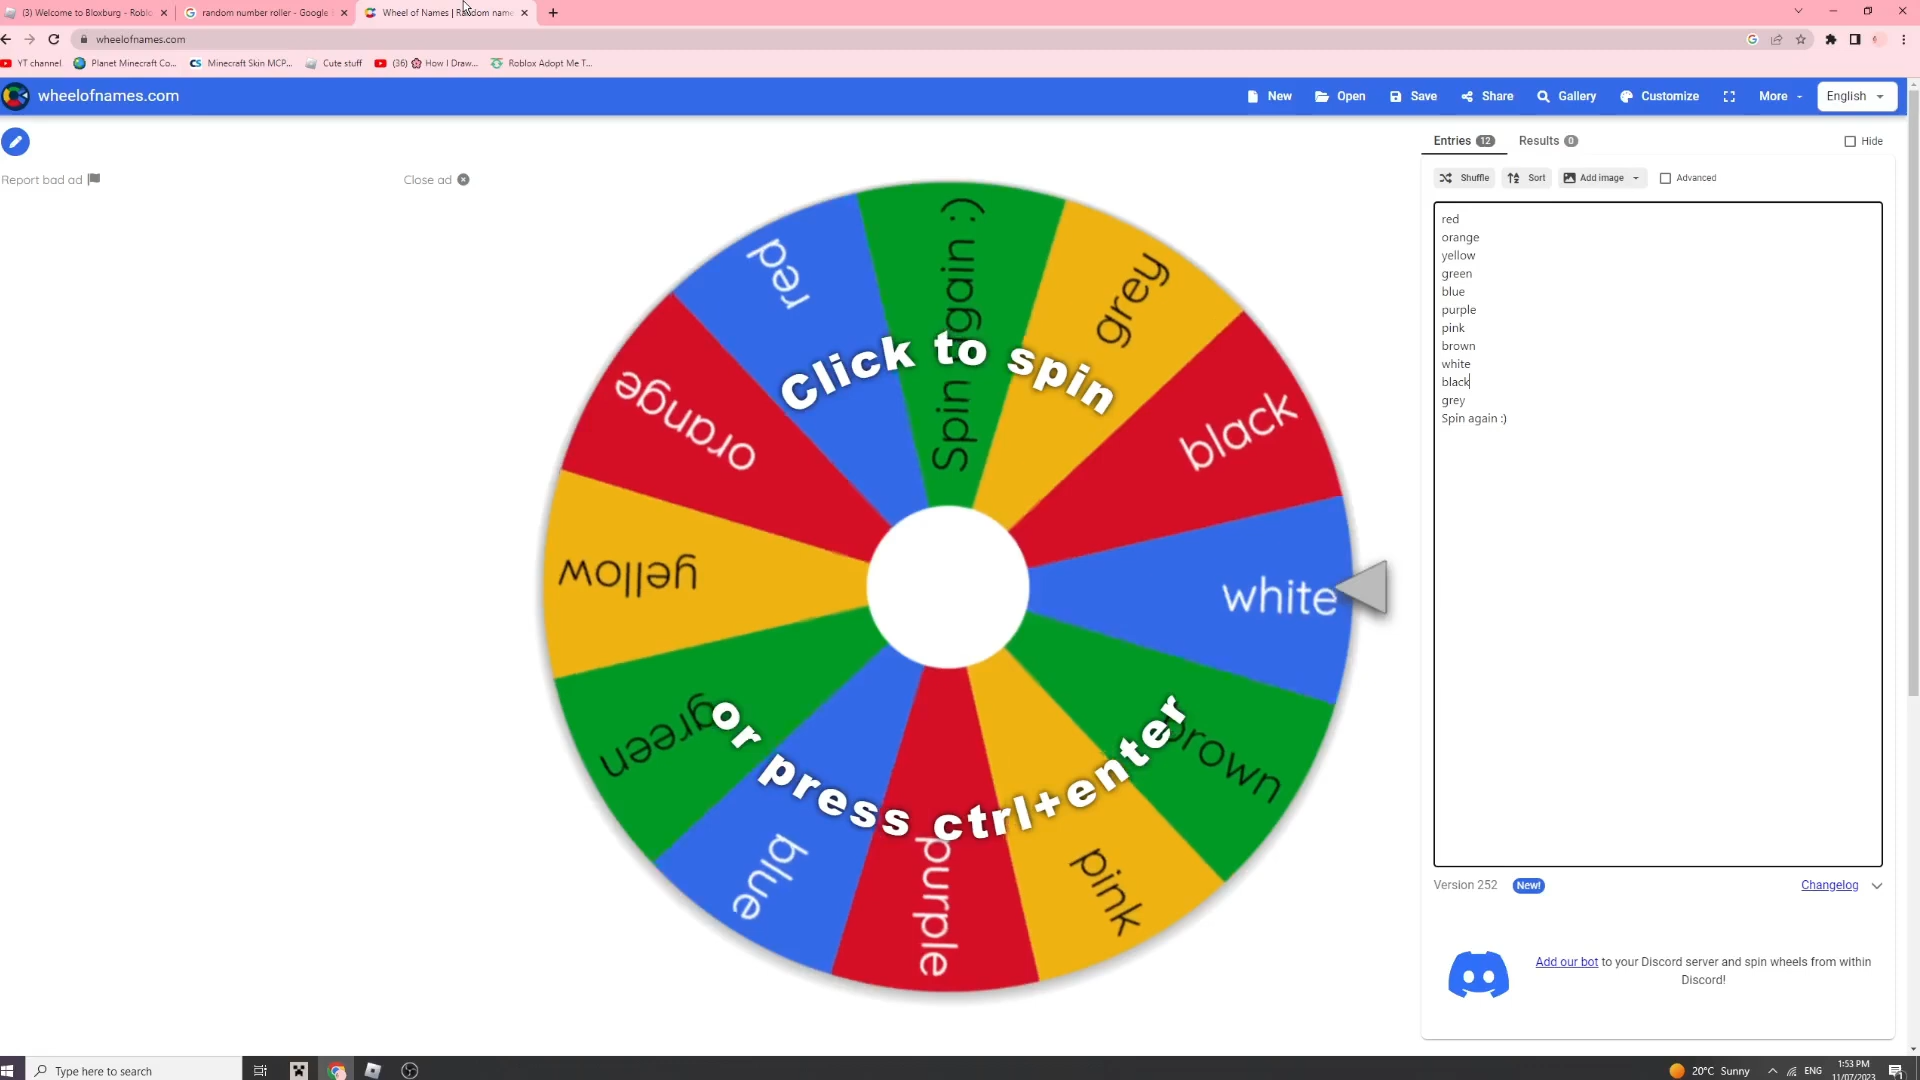 (3) Welcome to Bloxburg - Roblo
random number roller - Google
Wheel of Names | Random name
wheelofnames.com
YT channel
Planet Minecraft Co...
Minecraft Skin MCP...
Cute stuff
(36) How I Draw...
Roblox Adopt Me T...
wheelofnames.com
New
Open
Save
Share
Gallery
Customize
More
English
Report bad ad
Close ad
Entries 12
Results 0
Hide
Shuffle
Sort
Add image
Advanced
red
orange
yellow
green
blue
purple
pink
brown
white
black
grey
Spin again :)
Spin again :)
grey
black
white
brown
pink
purple
blue
green
yellow
orange
red
Click to spin
or press ctrl+enter
Version 252
New!
Changelog
Add our bot to your Discord server and spin wheels from within
Discord!
Type here to search
20°C Sunny
ENG
1:53 PM
11/07/2023